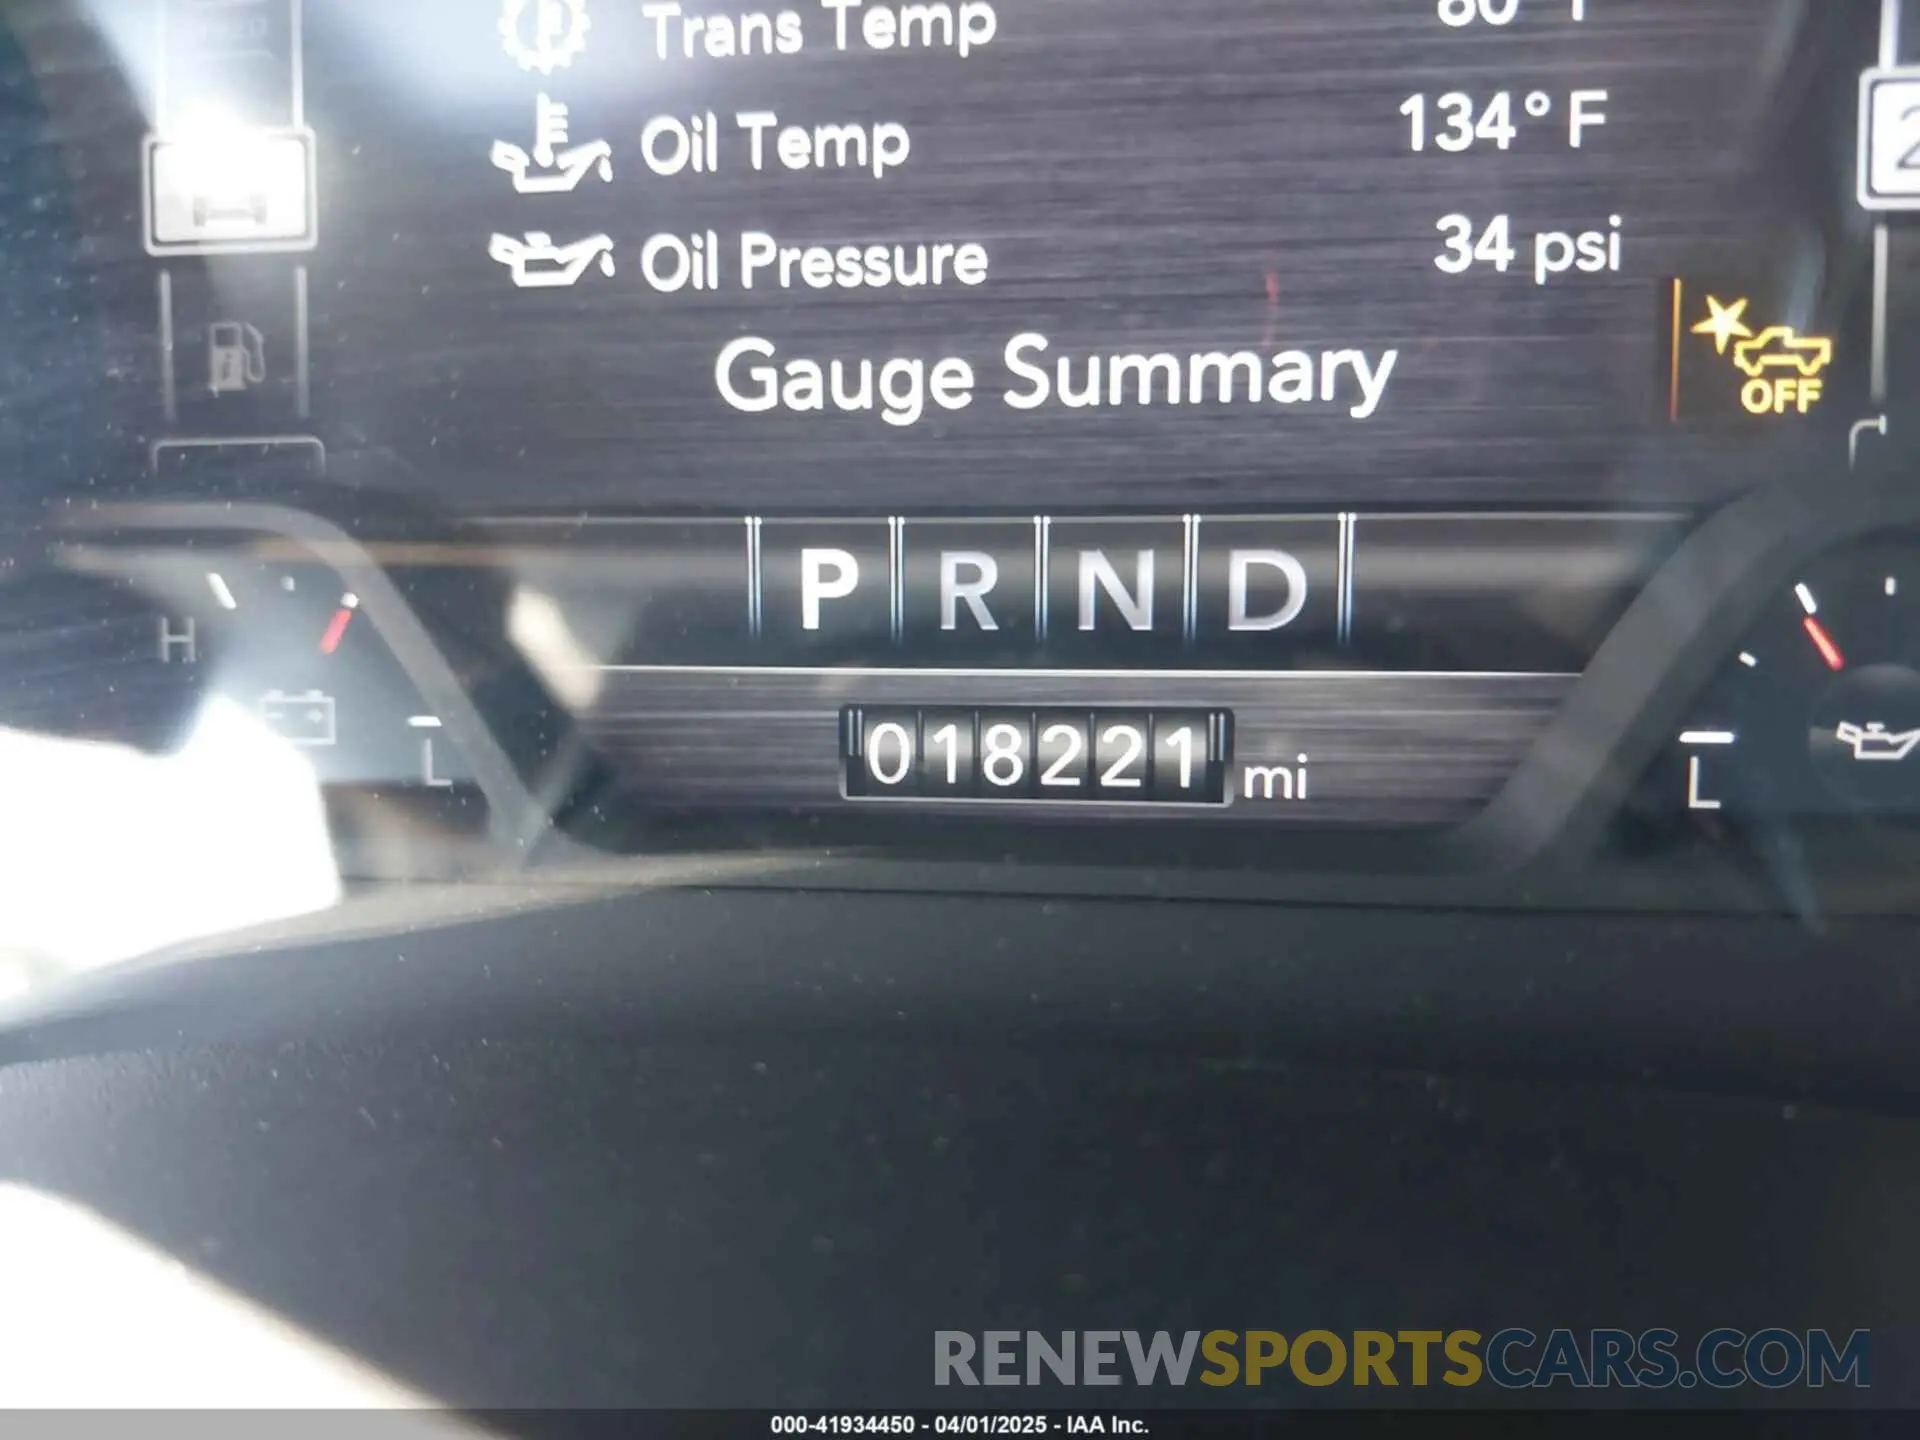 Trans Temp 80°F
Oil Temp 134°F
Oil Pressure 34 psi
Gauge Summary
OFF
P R N D
H
L
018221 mi
L
RENEWSPORTSCARS.COM
000-41934450 - 04/01/2025 - IAA Inc.